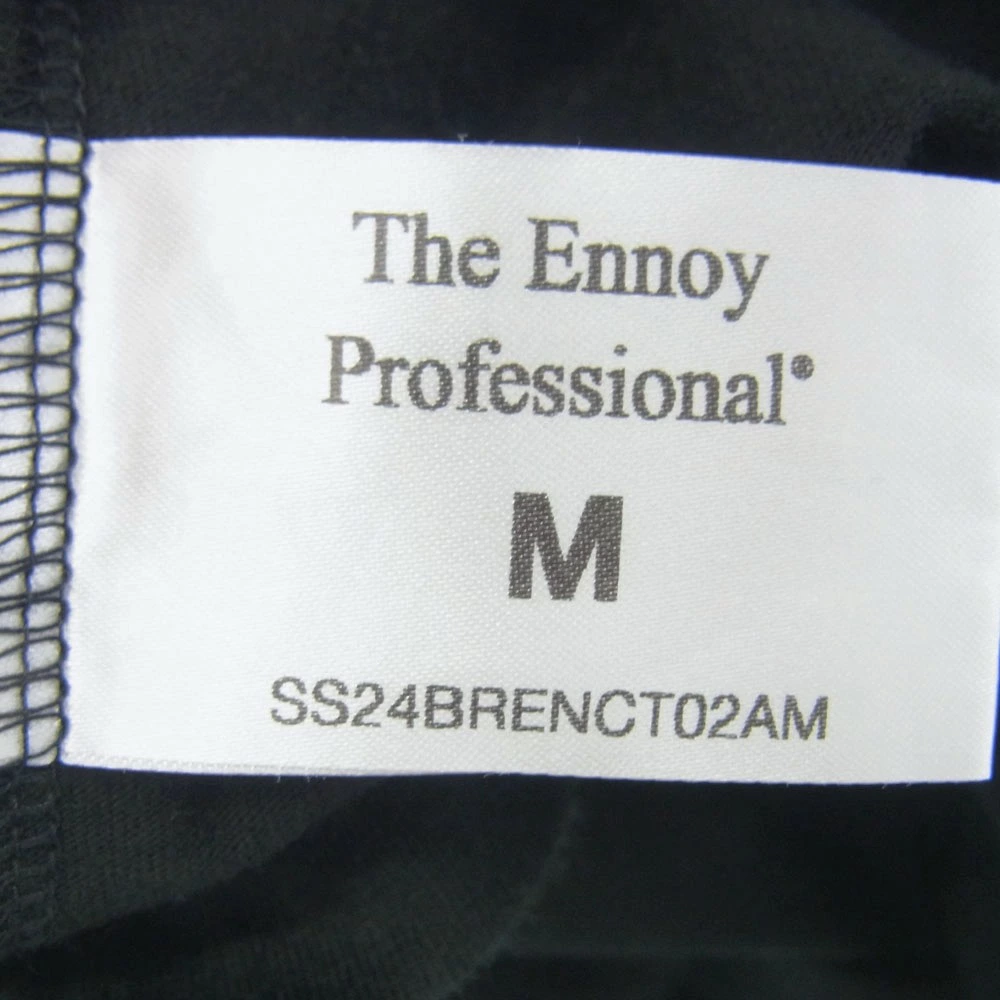 The Ennoy
Professional®
M
SS24BRENCT02AM